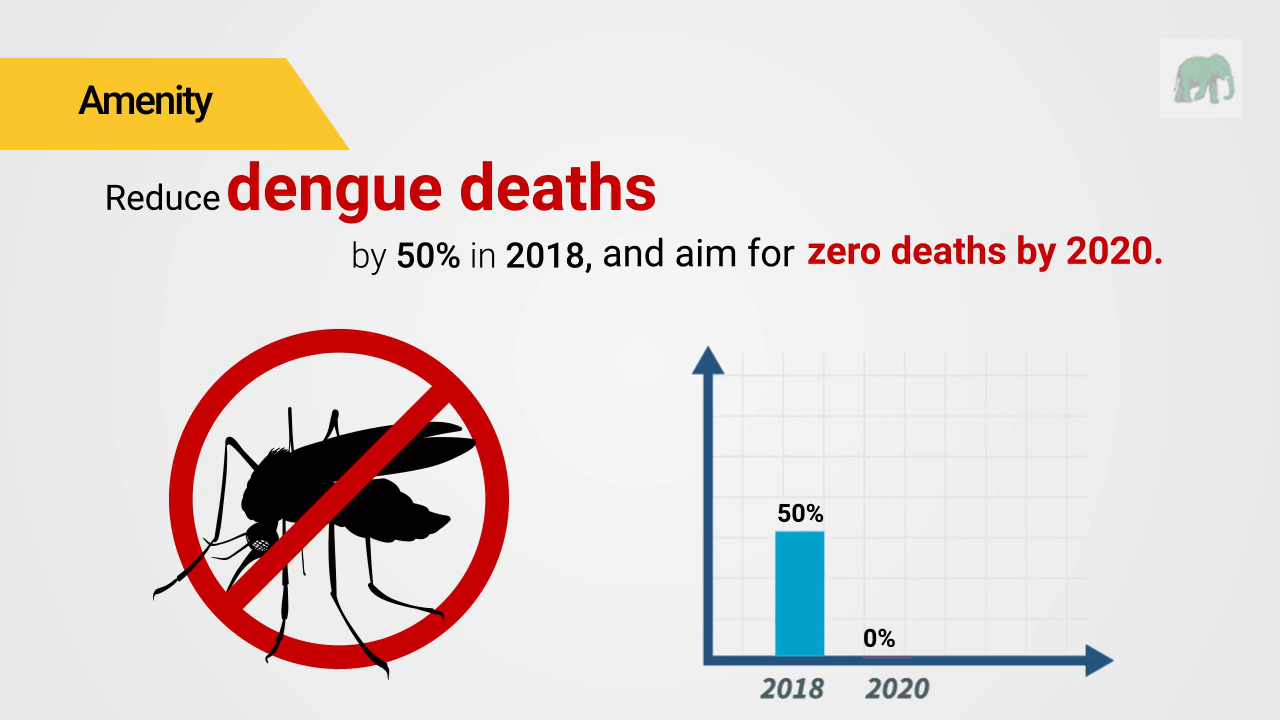 Amenity
Reduce dengue deaths
by 50% in 2018, and aim for zero deaths by 2020.
50%
0%
2018 2020